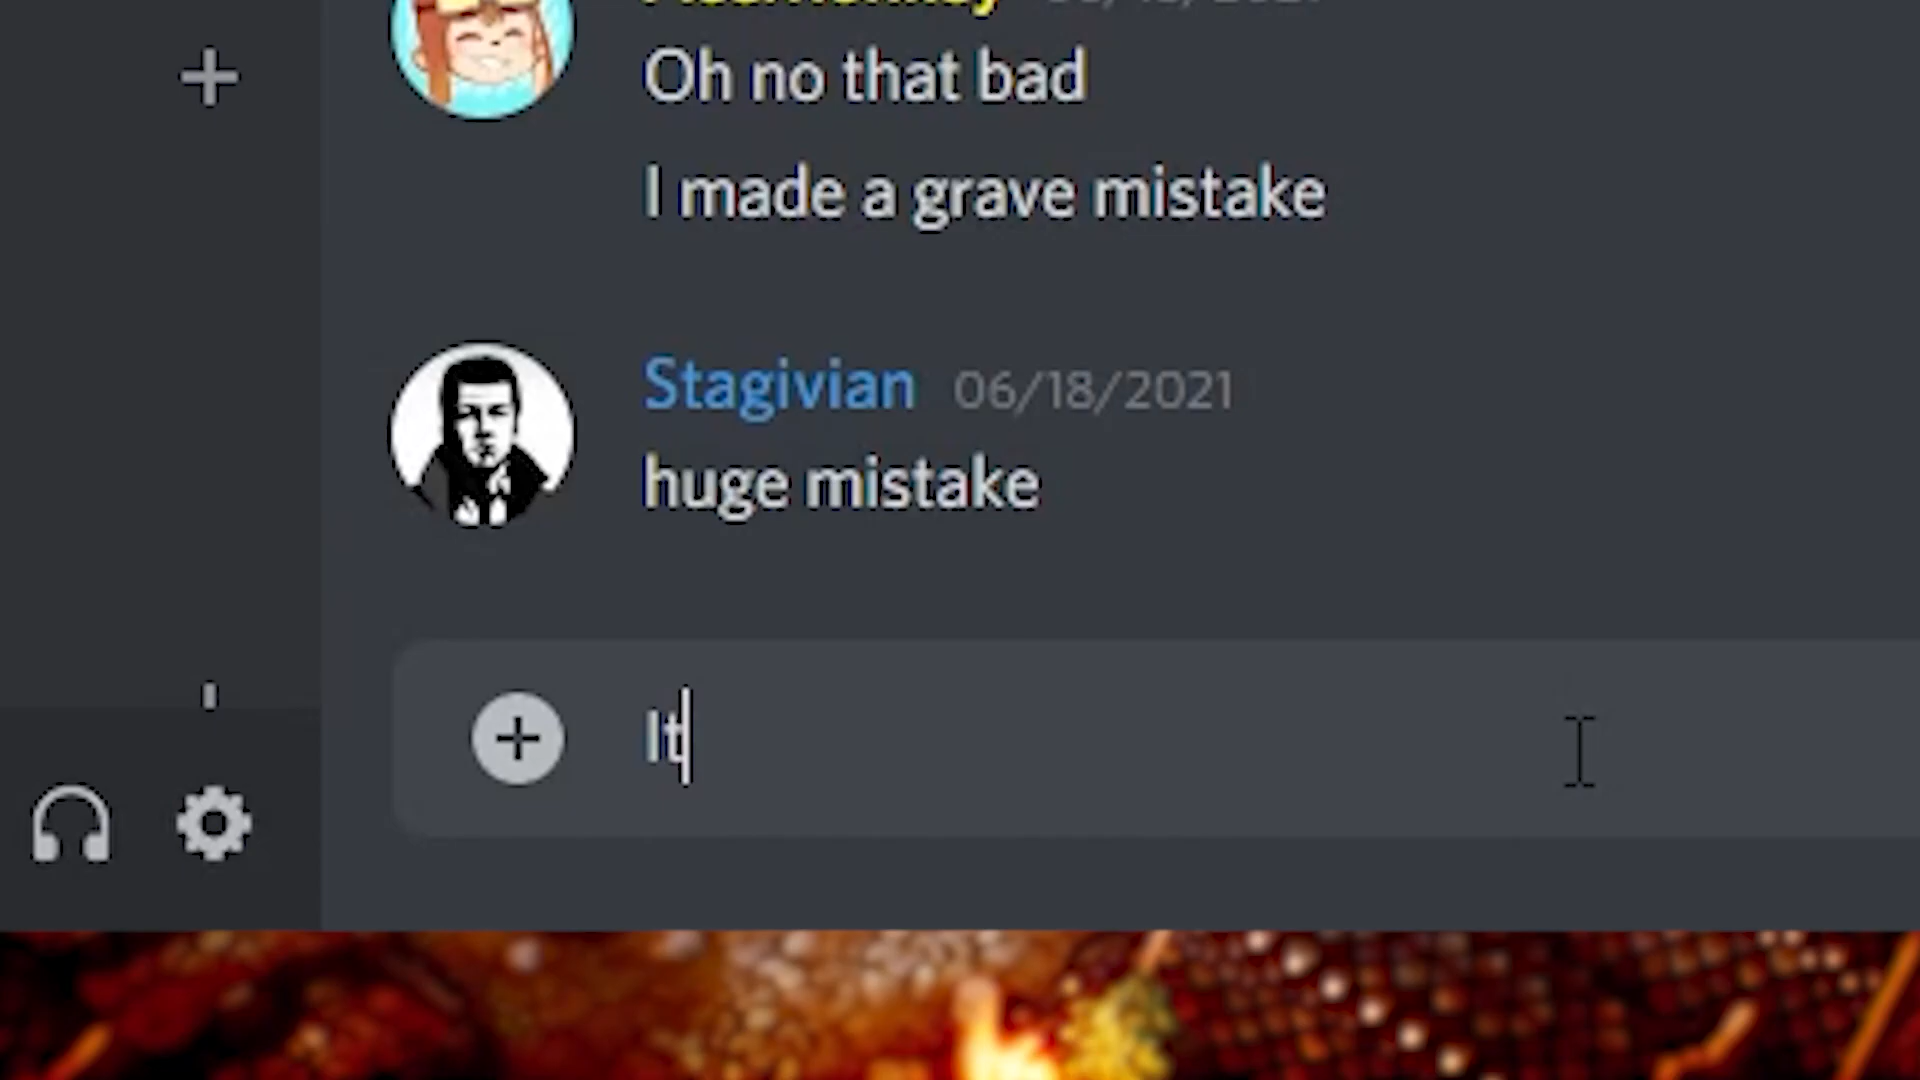 Oh no that bad
I made a grave mistake
Stagivian 06/18/2021
huge mistake
It